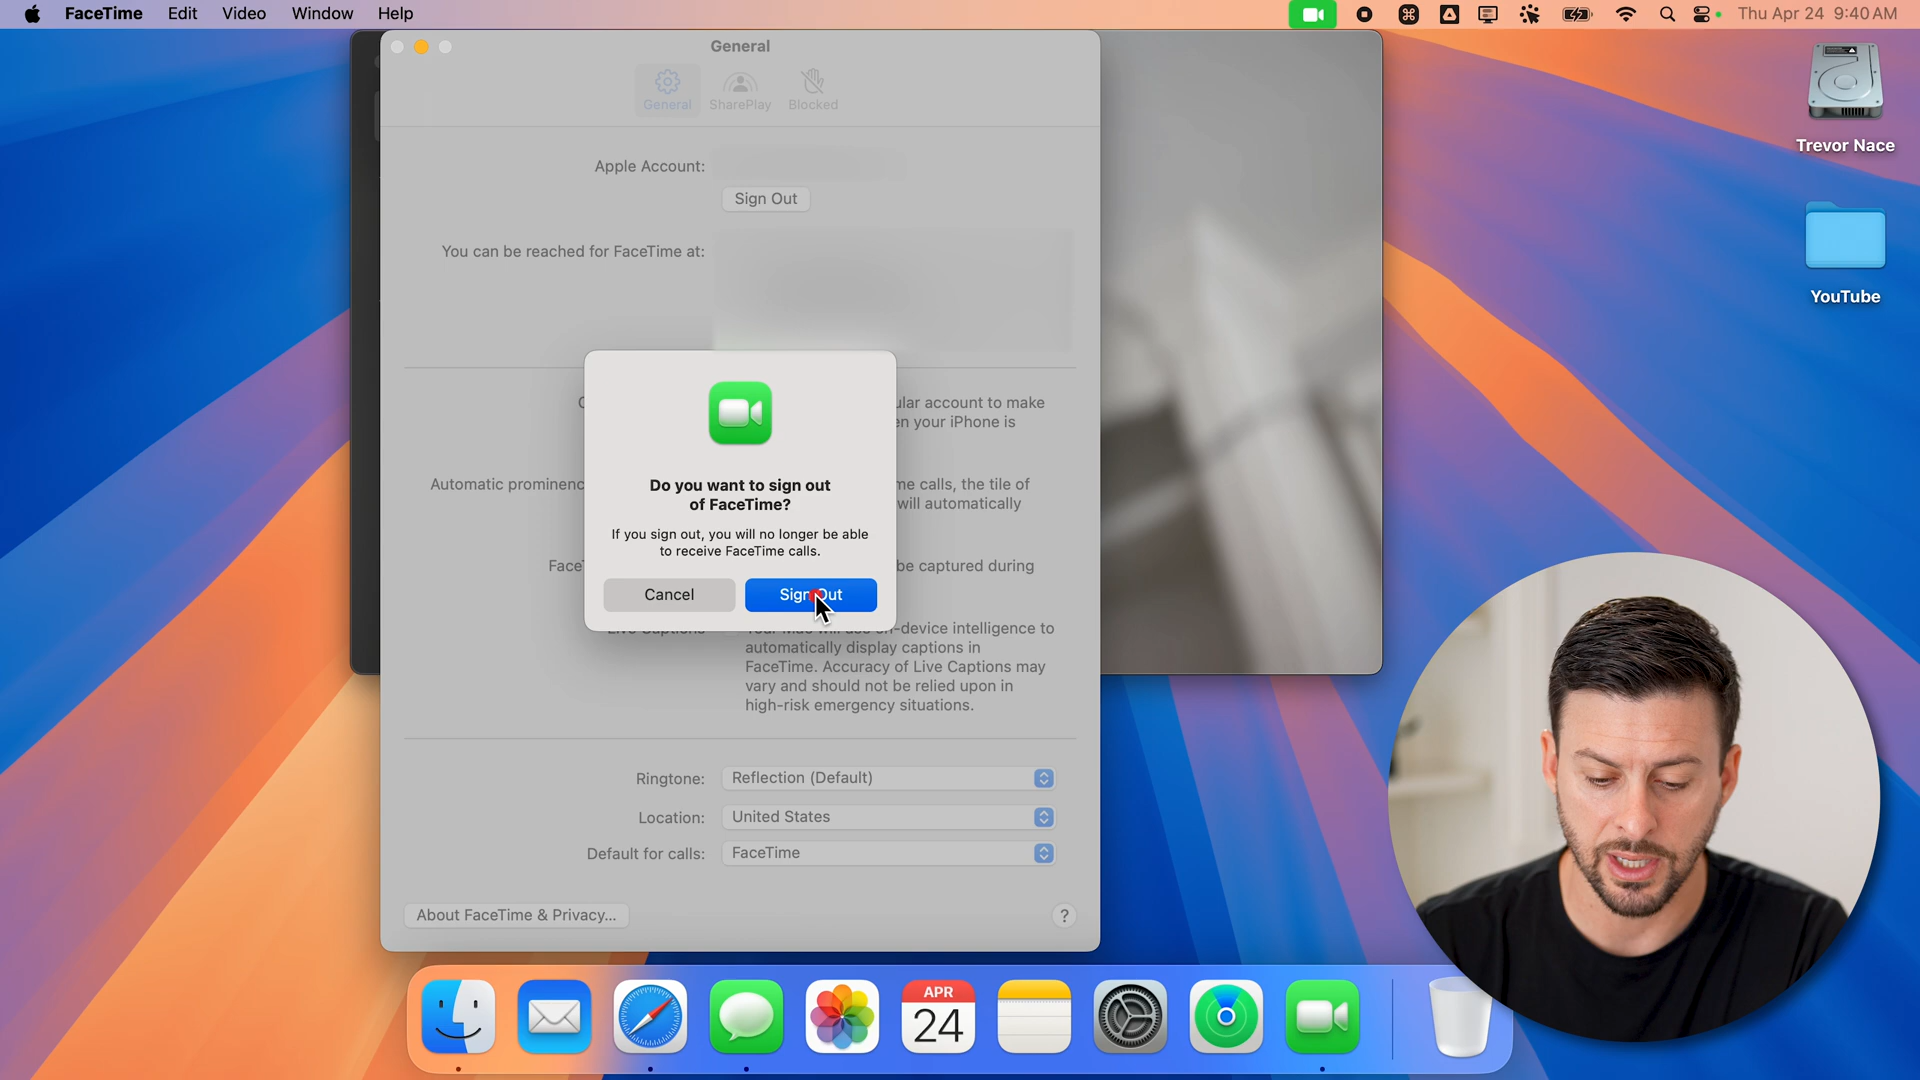 FaceTime Edit Video Window Help
Thu Apr 24 9:40 AM
General
General SharePlay Blocked
Trevor Nace
Apple Account:
Sign Out
You can be reached for FaceTime at:
YouTube
ular account to make
en your iPhone is
Automatic prominenc
me calls, the tile of
will automatically
Do you want to sign out
of FaceTime?
If you sign out, you will no longer be able
to receive FaceTime calls.
Face
be captured during
Cancel Sign Out
-device intelligence to
automatically display captions in
FaceTime. Accuracy of Live Captions may
vary and should not be relied upon in
high-risk emergency situations.
Ringtone: Reflection (Default)
Location: United States
Default for calls: FaceTime
About FaceTime & Privacy... ?
APR
24